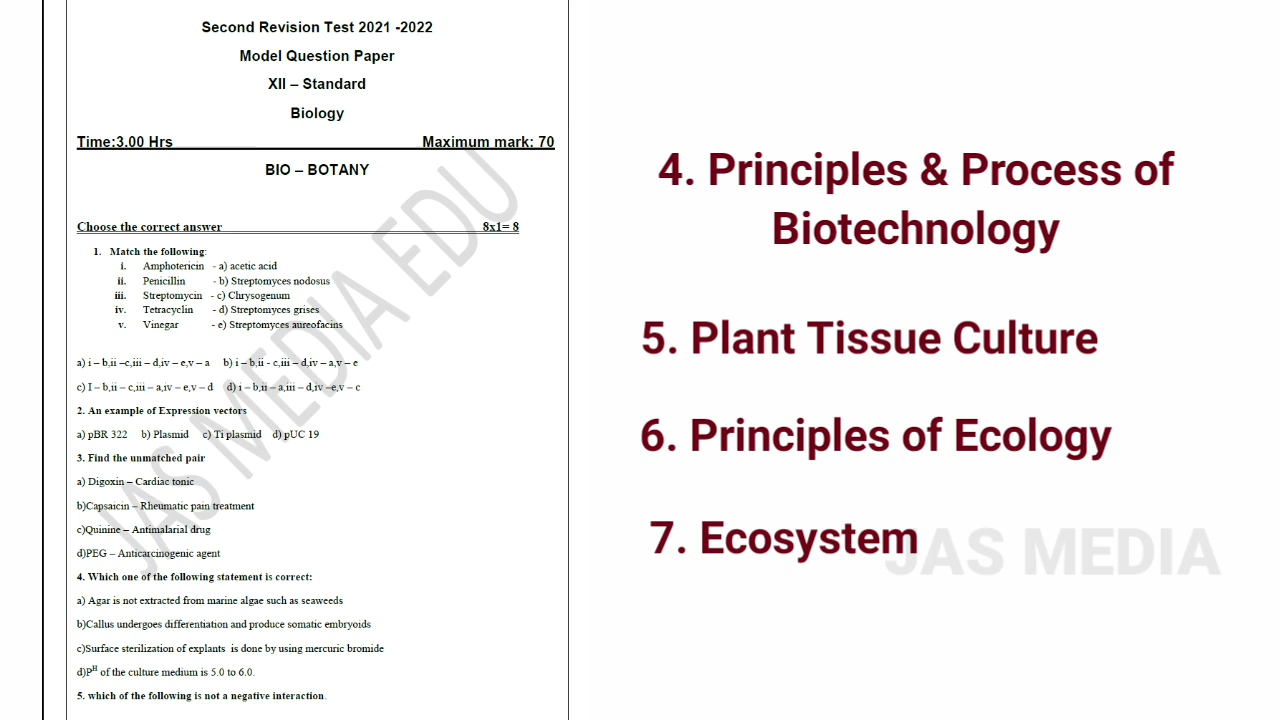 Second Revision Test 2021 -2022
Model Question Paper
XII – Standard
Biology
Time:3.00 Hrs Maximum mark: 70
BIO – BOTANY
Choose the correct answer 8x1= 8
1. Match the following:
i. Amphotericin - a) acetic acid
ii. Penicillin - b) Streptomyces nodosus
iii. Streptomycin - c) Chrysogenum
iv. Tetracyclin - d) Streptomyces grises
v. Vinegar - e) Streptomyces aureofacins
a) i – b,ii –c,iii – d,iv – e,v – a b) i – b,ii - c,iii – d,iv – a,v – e
c) I – b,ii – c,iii – a,iv – e,v – d d) i – b,ii – a,iii – d,iv –e,v – c
2. An example of Expression vectors
a) pBR 322 b) Plasmid c) Ti plasmid d) pUC 19
3. Find the unmatched pair
a) Digoxin – Cardiac tonic
b)Capsaicin – Rheumatic pain treatment
c)Quinine – Antimalarial drug
d)PEG – Anticarcinogenic agent
4. Which one of the following statement is correct:
a) Agar is not extracted from marine algae such as seaweeds
b)Callus undergoes differentiation and produce somatic embryoids
c)Surface sterilization of explants is done by using mercuric bromide
d)P^H of the culture medium is 5.0 to 6.0.
5. which of the following is not a negative interaction.
JAS MEDIA EDU
4. Principles & Process of
Biotechnology
5. Plant Tissue Culture
6. Principles of Ecology
7. Ecosystem
JAS MEDIA